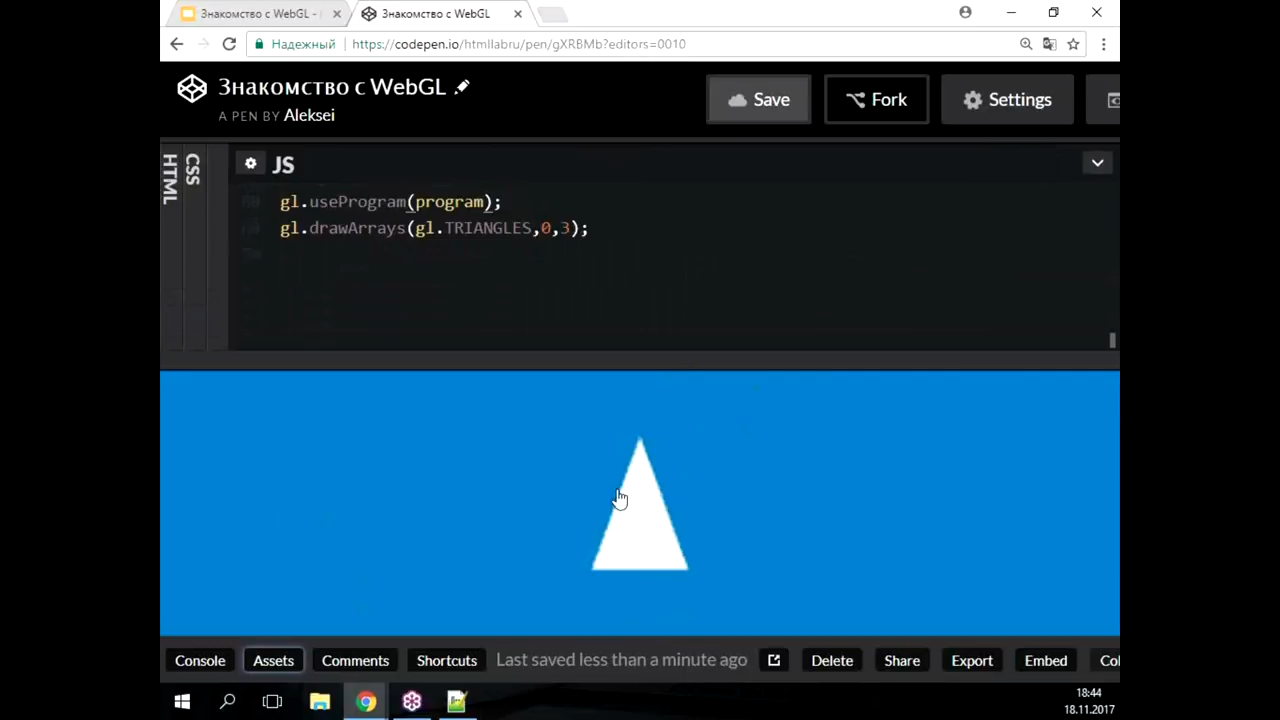 Знакомство с WebGL -
Знакомство с WebGL
Надежный
https://codepen.io/htmllabru/pen/gXRBMb?editors=0010
Знакомство с WebGL
A PEN BY Aleksei
Save
Fork
Settings
HTML
CSS
JS
gl.useProgram(program);
gl.drawArrays(gl.TRIANGLES,0,3);
Console
Assets
Comments
Shortcuts
Last saved less than a minute ago
Delete
Share
Export
Embed
18:44
18.11.2017